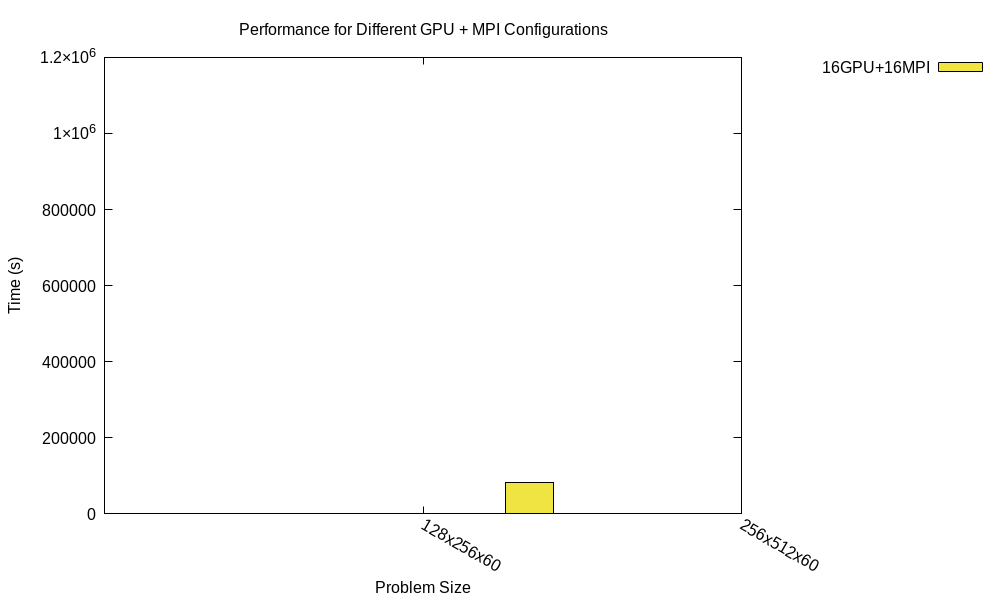 Performance for Different GPU + MPI Configurations
16GPU+16MPI
1.2×10⁶
1×10⁶
800000
600000
400000
200000
0
Time (s)
128x256x60
256x512x60
Problem Size